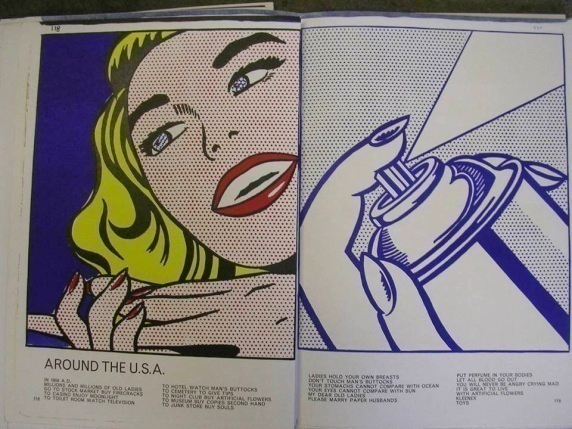 118
AROUND THE U.S.A.
IN 1960 A.D.
MILLIONS AND MILLIONS OF OLD LADIES
GO TO STOCK MARKET BUY FIRECRACKS
TO CASINO ENJOY MOONLIGHT
TO TOILET ROOM WATCH TELEVISION
TO HOTEL WATCH MAN'S BUTTOCKS
TO CEMETERY TO GIVE TIPS
TO NIGHT CLUB BUY ARTIFICIAL FLOWERS
TO MUSEUM BUY COPIES SECOND HAND
TO JUNK STORE BUY SOULS
118
LADIES HOLD YOUR OWN BREASTS
DON'T TOUCH MAN'S BUTTOCKS
YOUR STOMACHS CANNOT COMPARE WITH OCEAN
YOUR EYES CANNOT COMPARE WITH SUN
MY DEAR OLD LADIES
PLEASE MARRY PAPER HUSBANDS
PUT PERFUME IN YOUR BODIES
LET ALL BLOOD GO OUT
YOU WILL NEVER BE ANGRY CRYING MAD
IT IS GREAT TO LIVE
WITH ARTIFICIAL FLOWERS
KLEENEX
TOYS
119